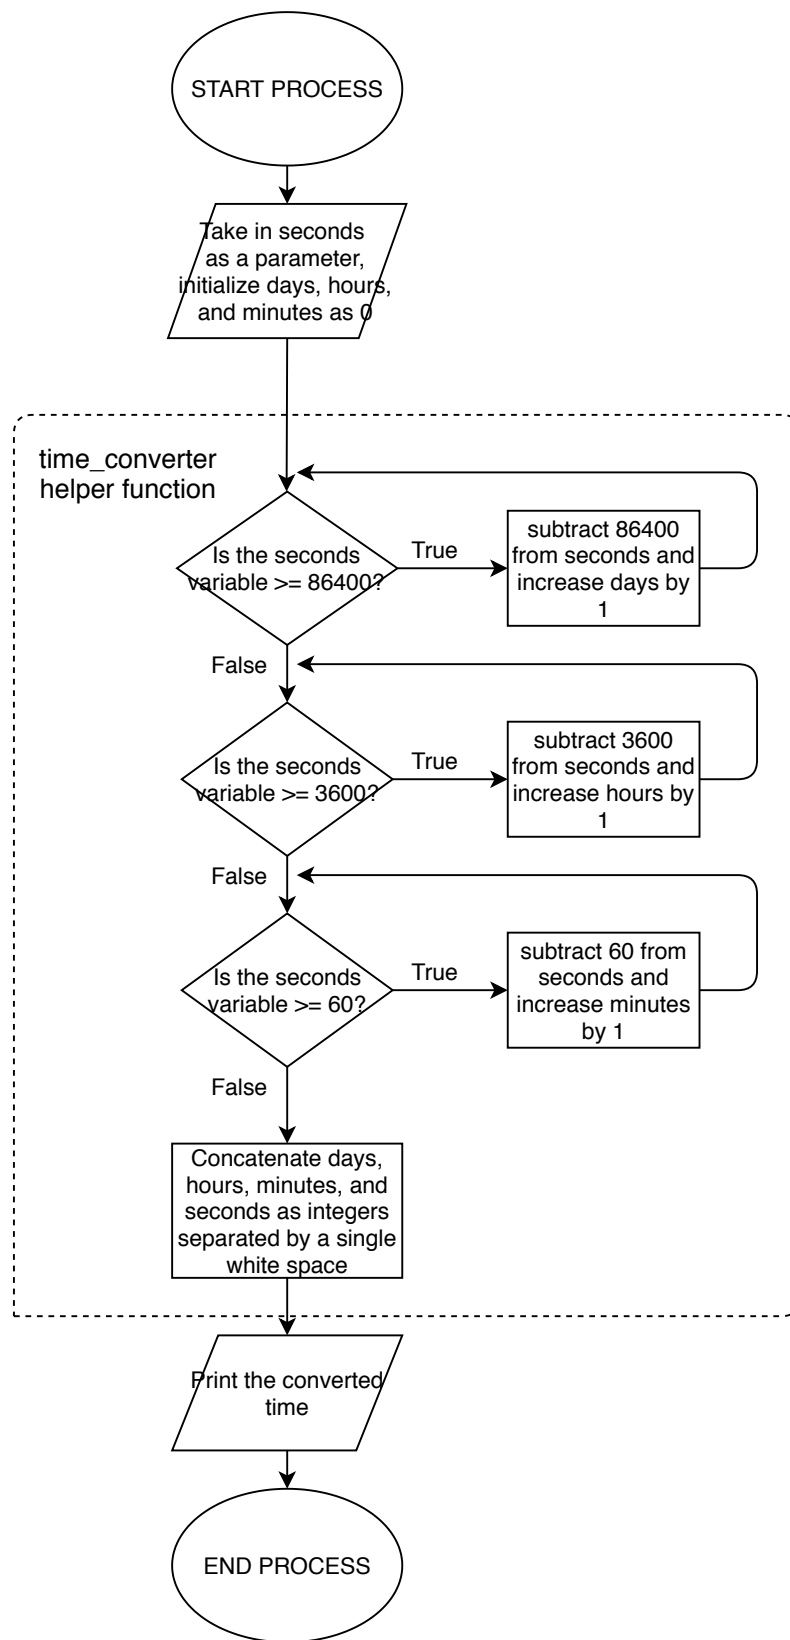 START PROCESS
Take in seconds
as a parameter,
initialize days, hours,
and minutes as 0
time_converter
helper function
Is the seconds
variable >= 86400?
True
subtract 86400
from seconds and
increase days by
1
False
Is the seconds
variable >= 3600?
True
subtract 3600
from seconds and
increase hours by
1
False
Is the seconds
variable >= 60?
True
subtract 60 from
seconds and
increase minutes
by 1
False
Concatenate days,
hours, minutes, and
seconds as integers
separated by a single
white space
Print the converted
time
END PROCESS